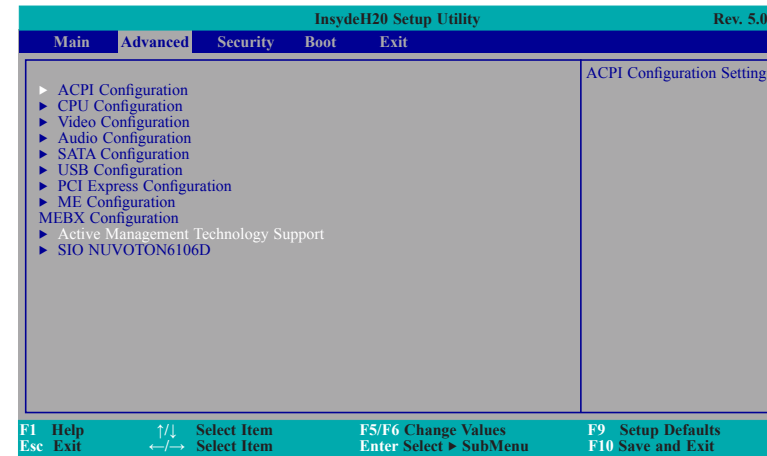 InsydeH20 Setup Utility Rev. 5.0
Main Advanced Security Boot Exit
ACPI Configuration Setting
► ACPI Configuration
► CPU Configuration
► Video Configuration
► Audio Configuration
► SATA Configuration
► USB Configuration
► PCI Express Configuration
► ME Configuration
MEBX Configuration
► Active Management Technology Support
► SIO NUVOTON6106D
F1 Help ↑/↓ Select Item F5/F6 Change Values F9 Setup Defaults
Esc Exit ←/→ Select Item Enter Select ► SubMenu F10 Save and Exit